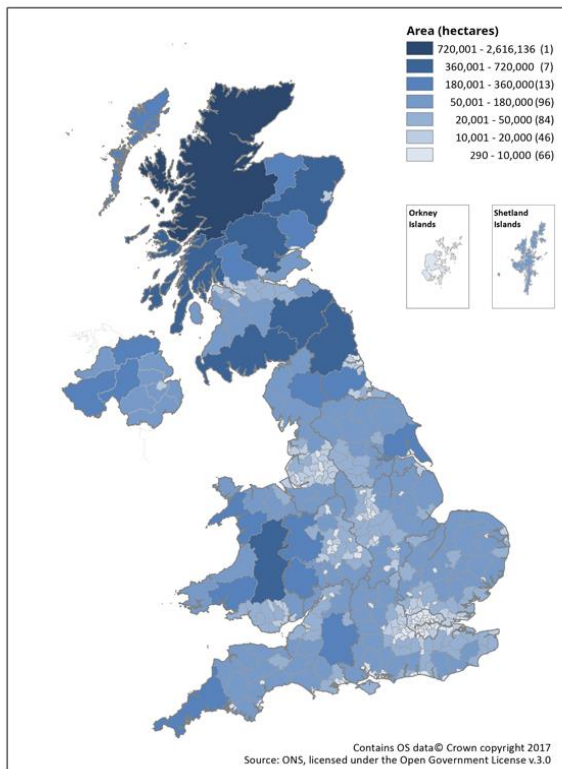 Area (hectares)
720,001 - 2,616,136 (1)
360,001 - 720,000 (7)
180,001 - 360,000(13)
50,001 - 180,000(96)
20,001 - 50,000(84)
10,001 - 20,000 (46)
290 - 10,000 (66)
Orkney
Islands
Shetland
Islands
Contains OS data© Crown copyright 2017
Source: ONS, licensed under the Open Government License v.3.0